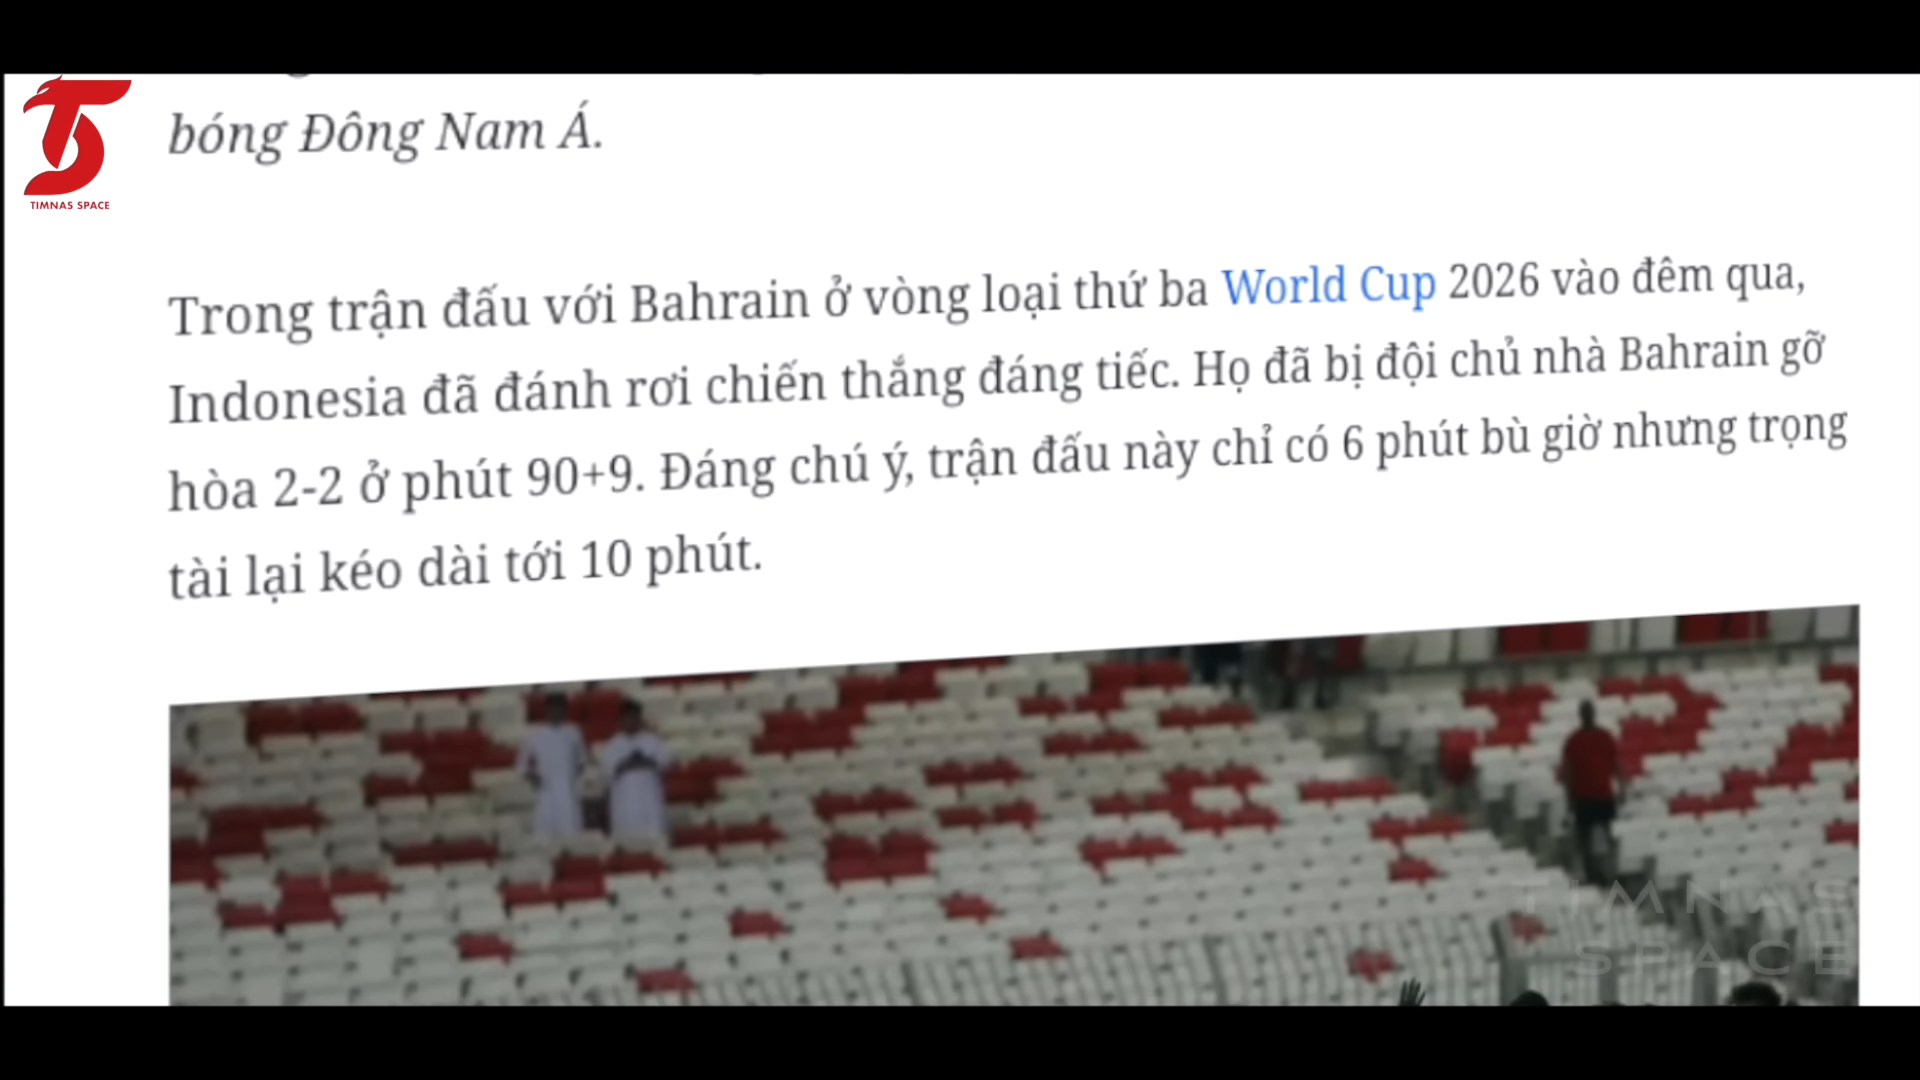 TIMNAS SPACE
bóng Đông Nam Á.
Trong trận đấu với Bahrain ở vòng loại thứ ba World Cup 2026 vào đêm qua,
Indonesia đã đánh rơi chiến thắng đáng tiếc. Họ đã bị đội chủ nhà Bahrain gỡ
hòa 2-2 ở phút 90+9. Đáng chú ý, trận đấu này chỉ có 6 phút bù giờ nhưng trọng
tài lại kéo dài tới 10 phút.
TIMNAS
SPACE